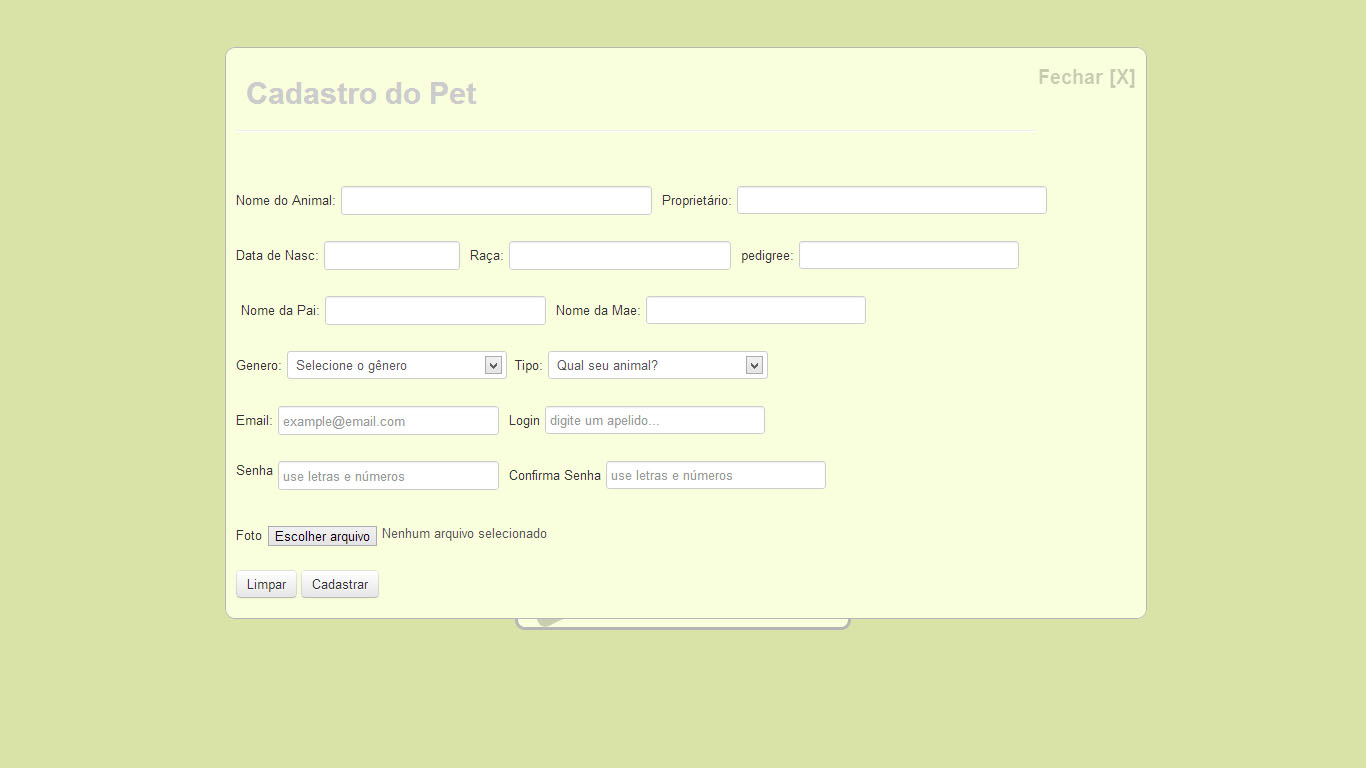 Fechar [X]
Cadastro do Pet
Nome do Animal: Proprietário:
Data de Nasc: Raça: pedigree:
Nome da Pai: Nome da Mae:
Genero: Selecione o gênero Tipo: Qual seu animal?
Email: example@email.com Login digite um apelido...
Senha use letras e números Confirma Senha use letras e números
Foto Escolher arquivo Nenhum arquivo selecionado
Limpar Cadastrar